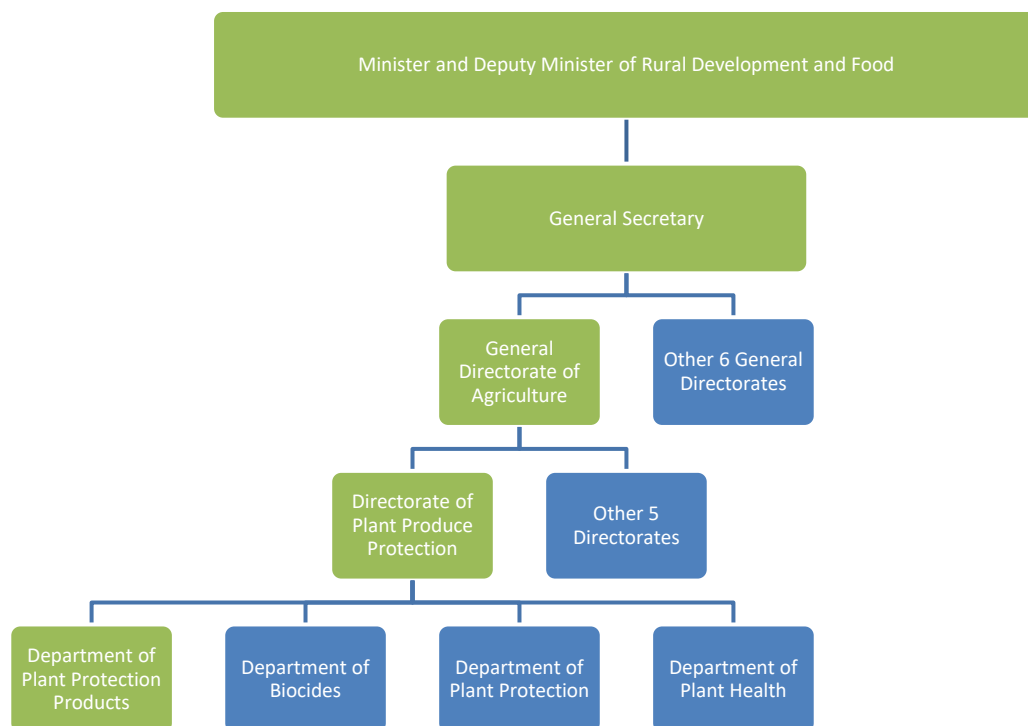 Minister and Deputy Minister of Rural Development and Food
General Secretary
General
Directorate of
Agriculture
Other 6 General
Directorates
Directorate of
Plant Produce
Protection
Other 5
Directorates
Department of
Plant Protection
Products
Department of
Biocides
Department of
Plant Protection
Department of
Plant Health